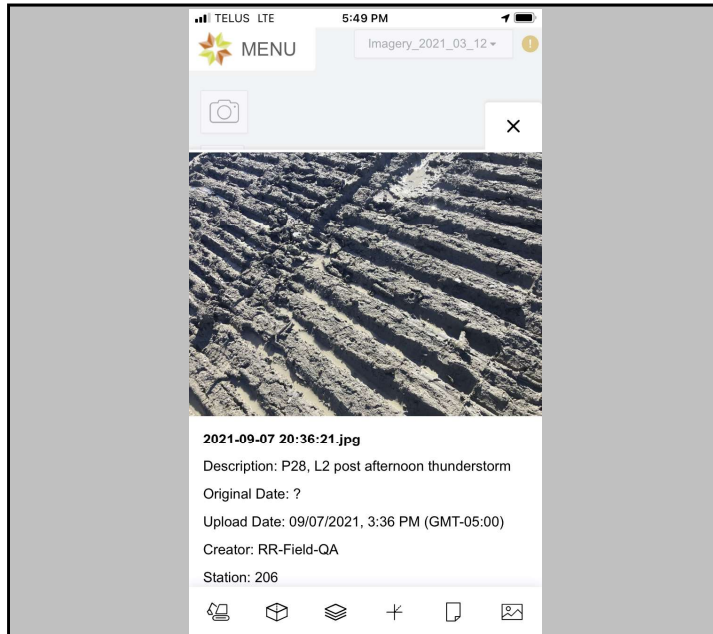 TELUS LTE 5:49 PM
MENU
Imagery_2021_03_12
2021-09-07 20:36:21.jpg
Description: P28, L2 post afternoon thunderstorm
Original Date: ?
Upload Date: 09/07/2021, 3:36 PM (GMT-05:00)
Creator: RR-Field-QA
Station: 206